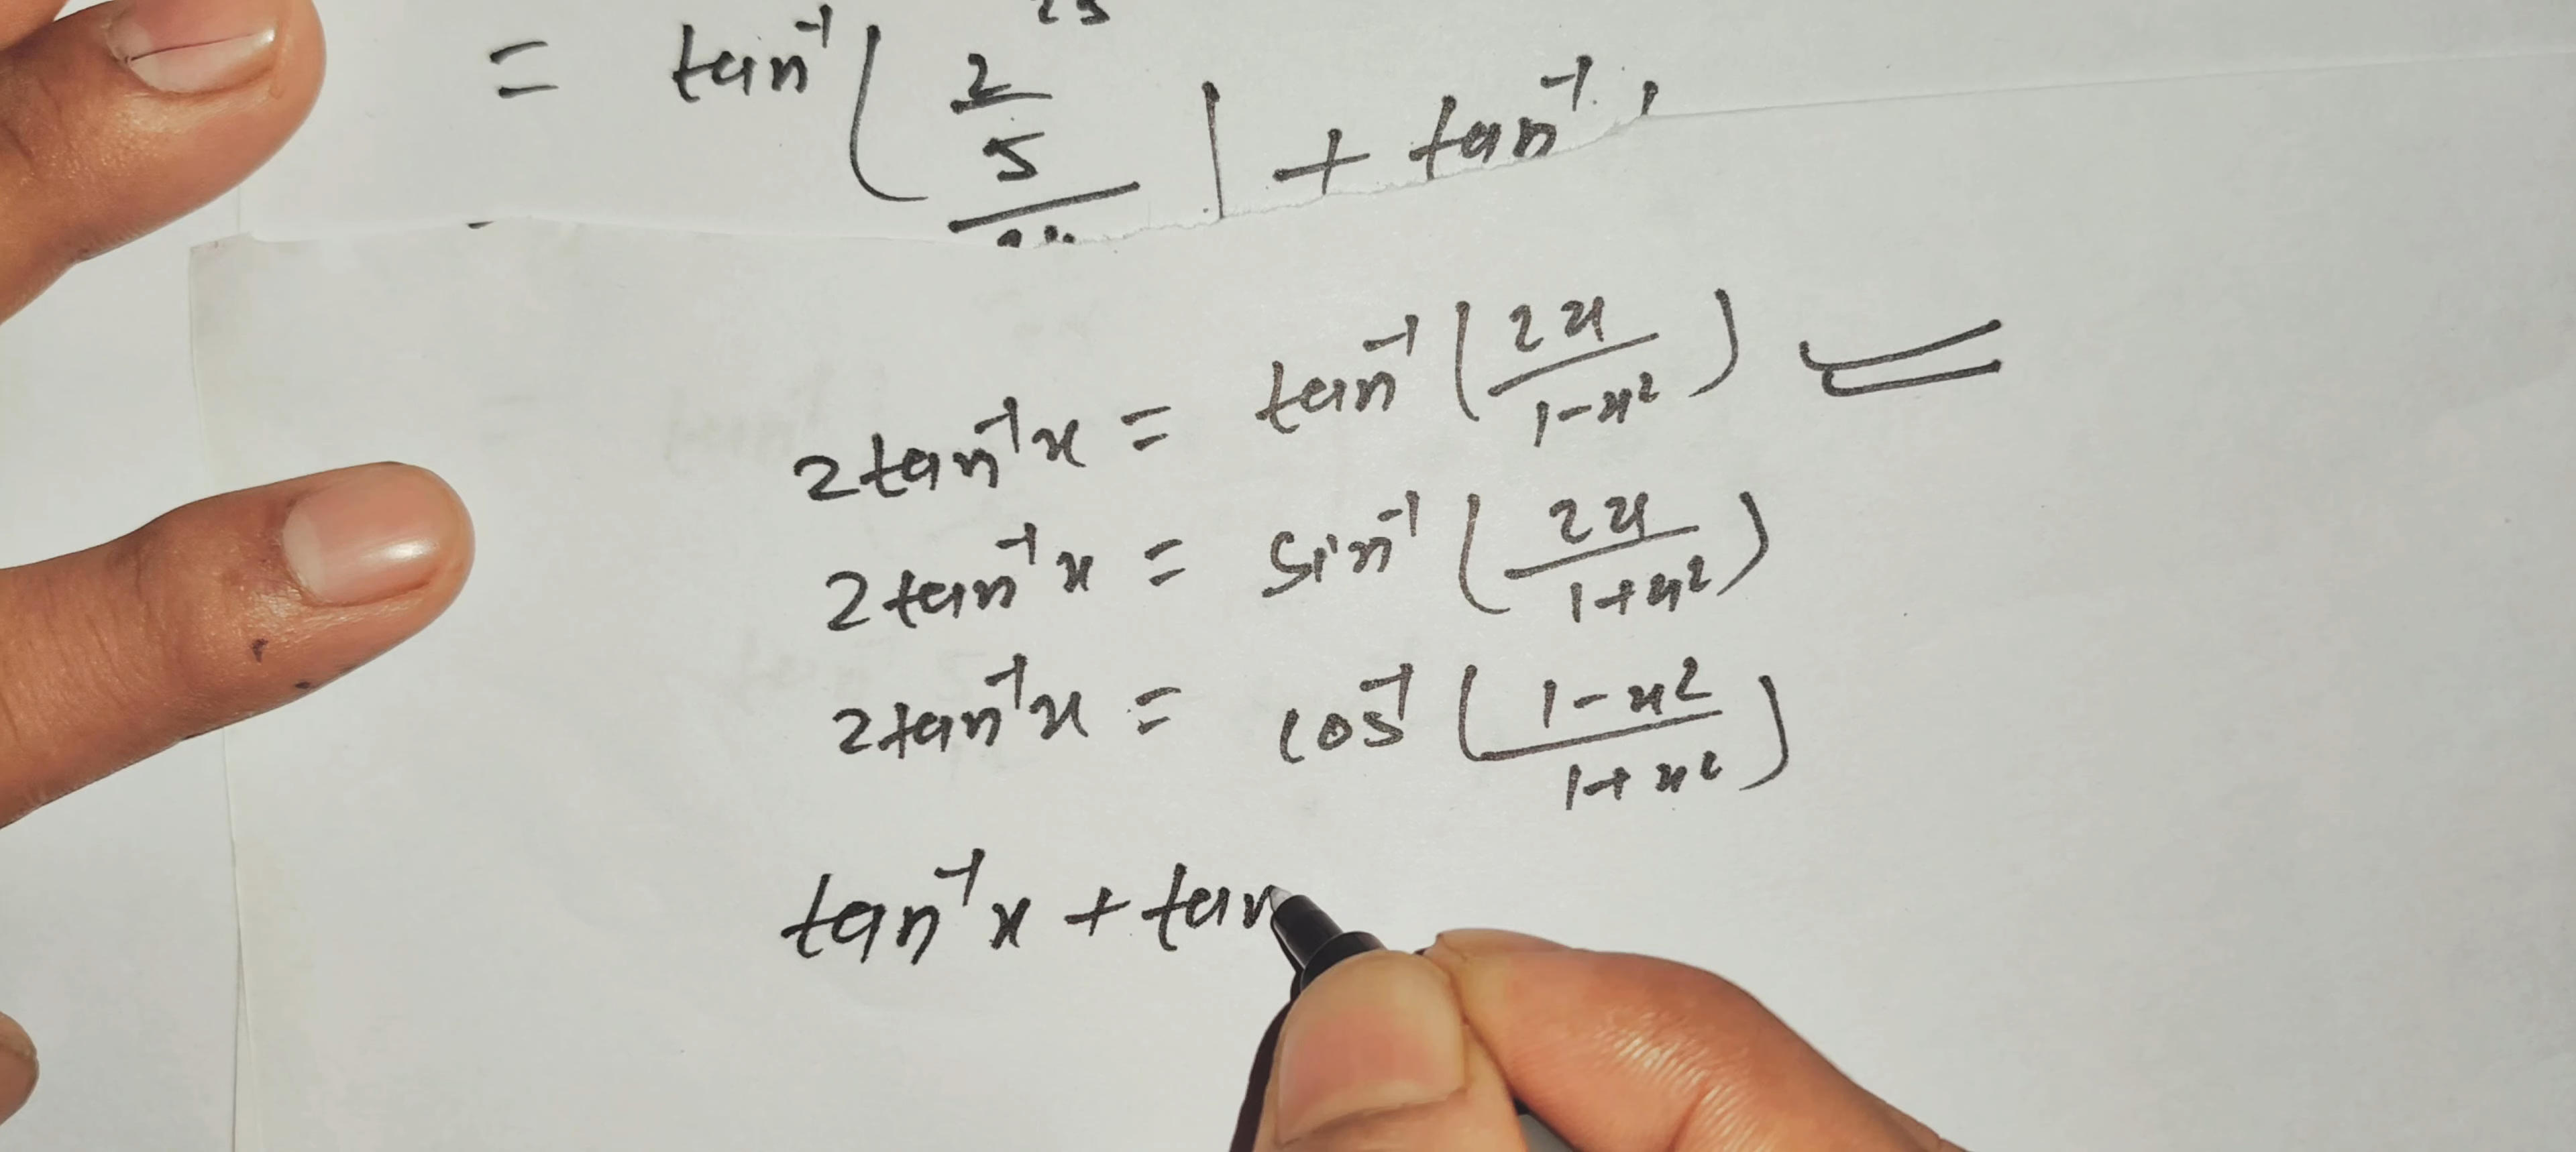 25
= tan⁻¹ ( 2/5 / ) + tan⁻¹
2tan⁻¹x = tan⁻¹ ( 2x / 1-x² )
2tan⁻¹x = sin⁻¹ ( 2x / 1+x² )
2tan⁻¹x = cos⁻¹ ( 1-x² / 1+x² )
tan⁻¹x + tan